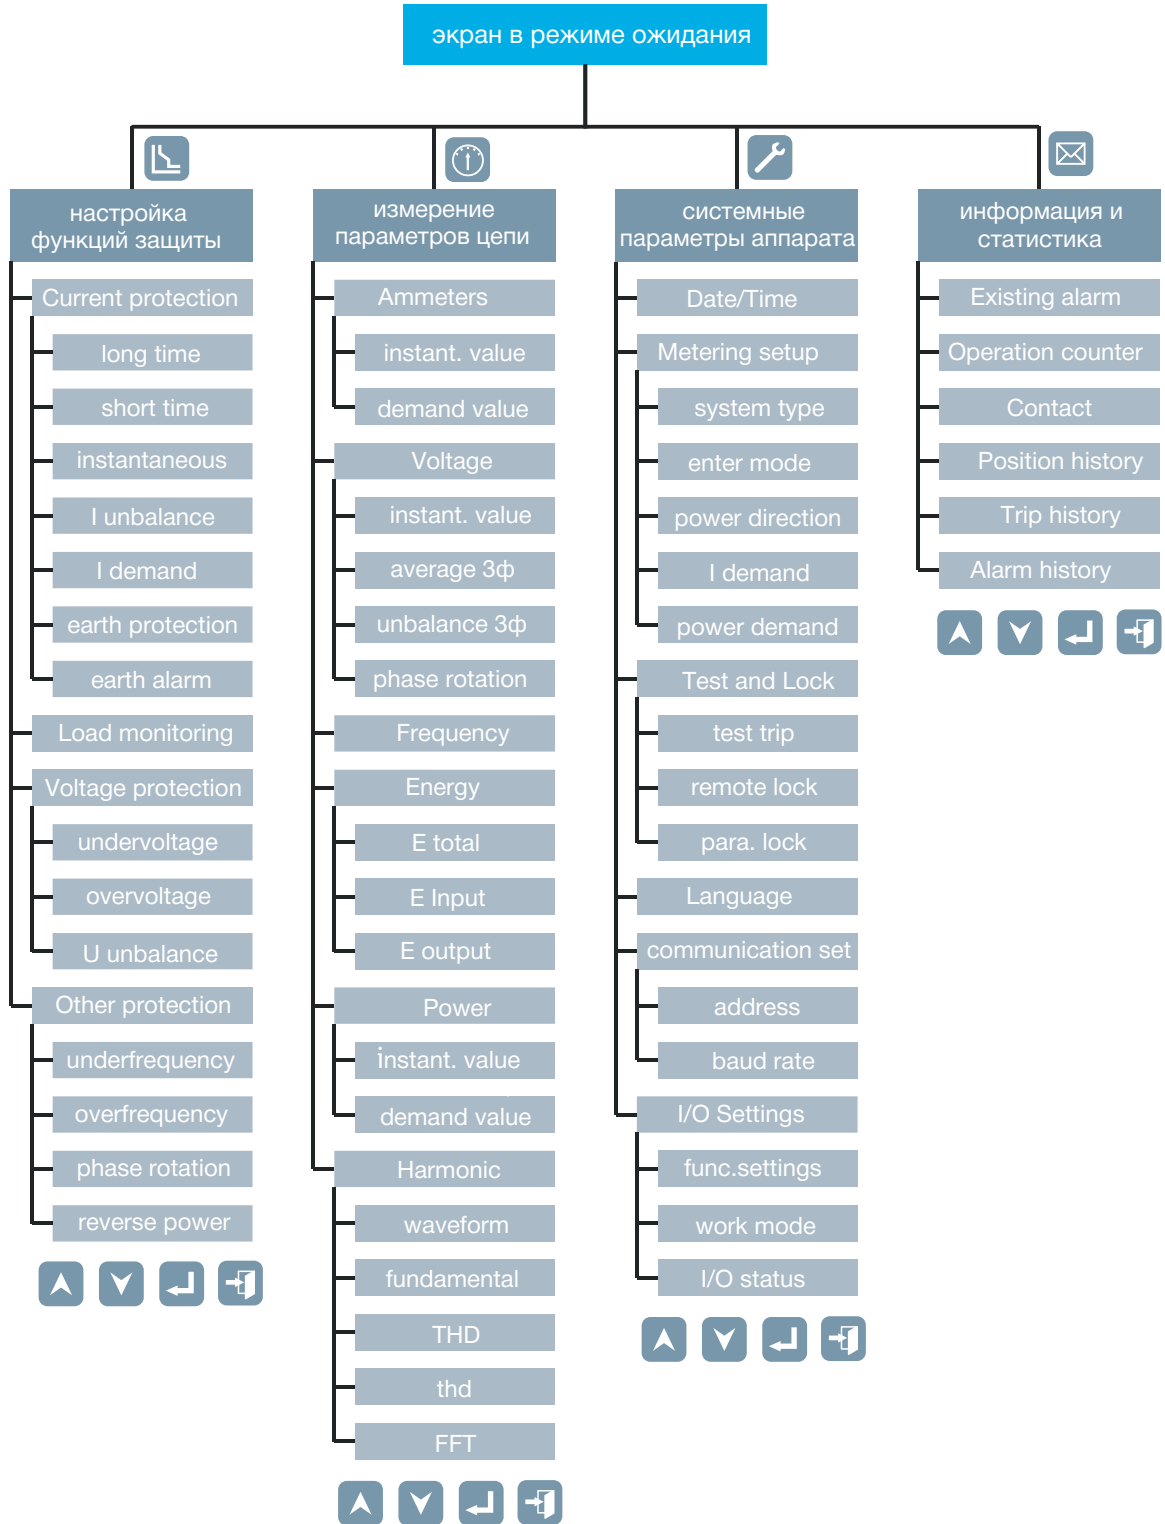 экран в режиме ожидания
настройка
функций защиты
Current protection
long time
short time
instantaneous
I unbalance
I demand
earth protection
earth alarm
Load monitoring
Voltage protection
undervoltage
overvoltage
U unbalance
Other protection
underfrequency
overfrequency
phase rotation
reverse power
измерение
параметров цепи
Ammeters
instant. value
demand value
Voltage
instant. value
average 3ф
unbalance 3ф
phase rotation
Frequency
Energy
E total
E Input
E output
Power
instant. value
demand value
Harmonic
waveform
fundamental
THD
thd
FFT
системные
параметры аппарата
Date/Time
Metering setup
system type
enter mode
power direction
I demand
power demand
Test and Lock
test trip
remote lock
para. lock
Language
communication set
address
baud rate
I/O Settings
func.settings
work mode
I/O status
информация и
статистика
Existing alarm
Operation counter
Contact
Position history
Trip history
Alarm history